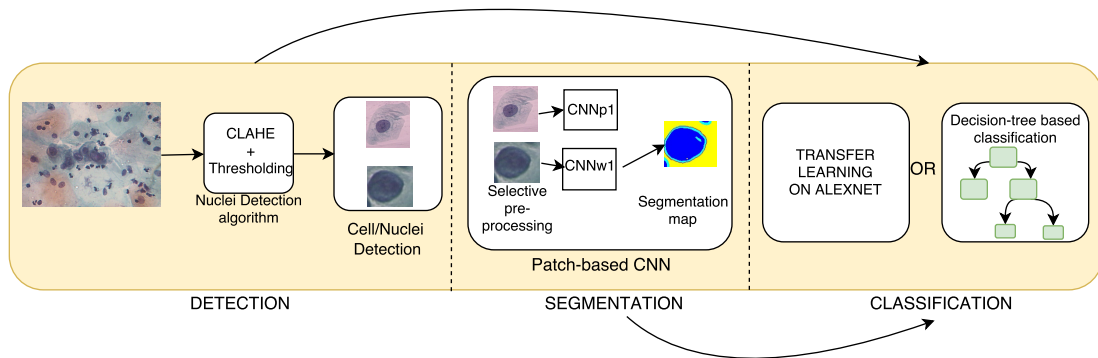 CLAHE
+
Thresholding
Nuclei Detection
algorithm
Cell/Nuclei
Detection
DETECTION
CNNp1
CNNw1
Selective
pre-
processing
Segmentation
map
Patch-based CNN
SEGMENTATION
TRANSFER
LEARNING
ON ALEXNET
OR
Decision-tree based
classification
CLASSIFICATION